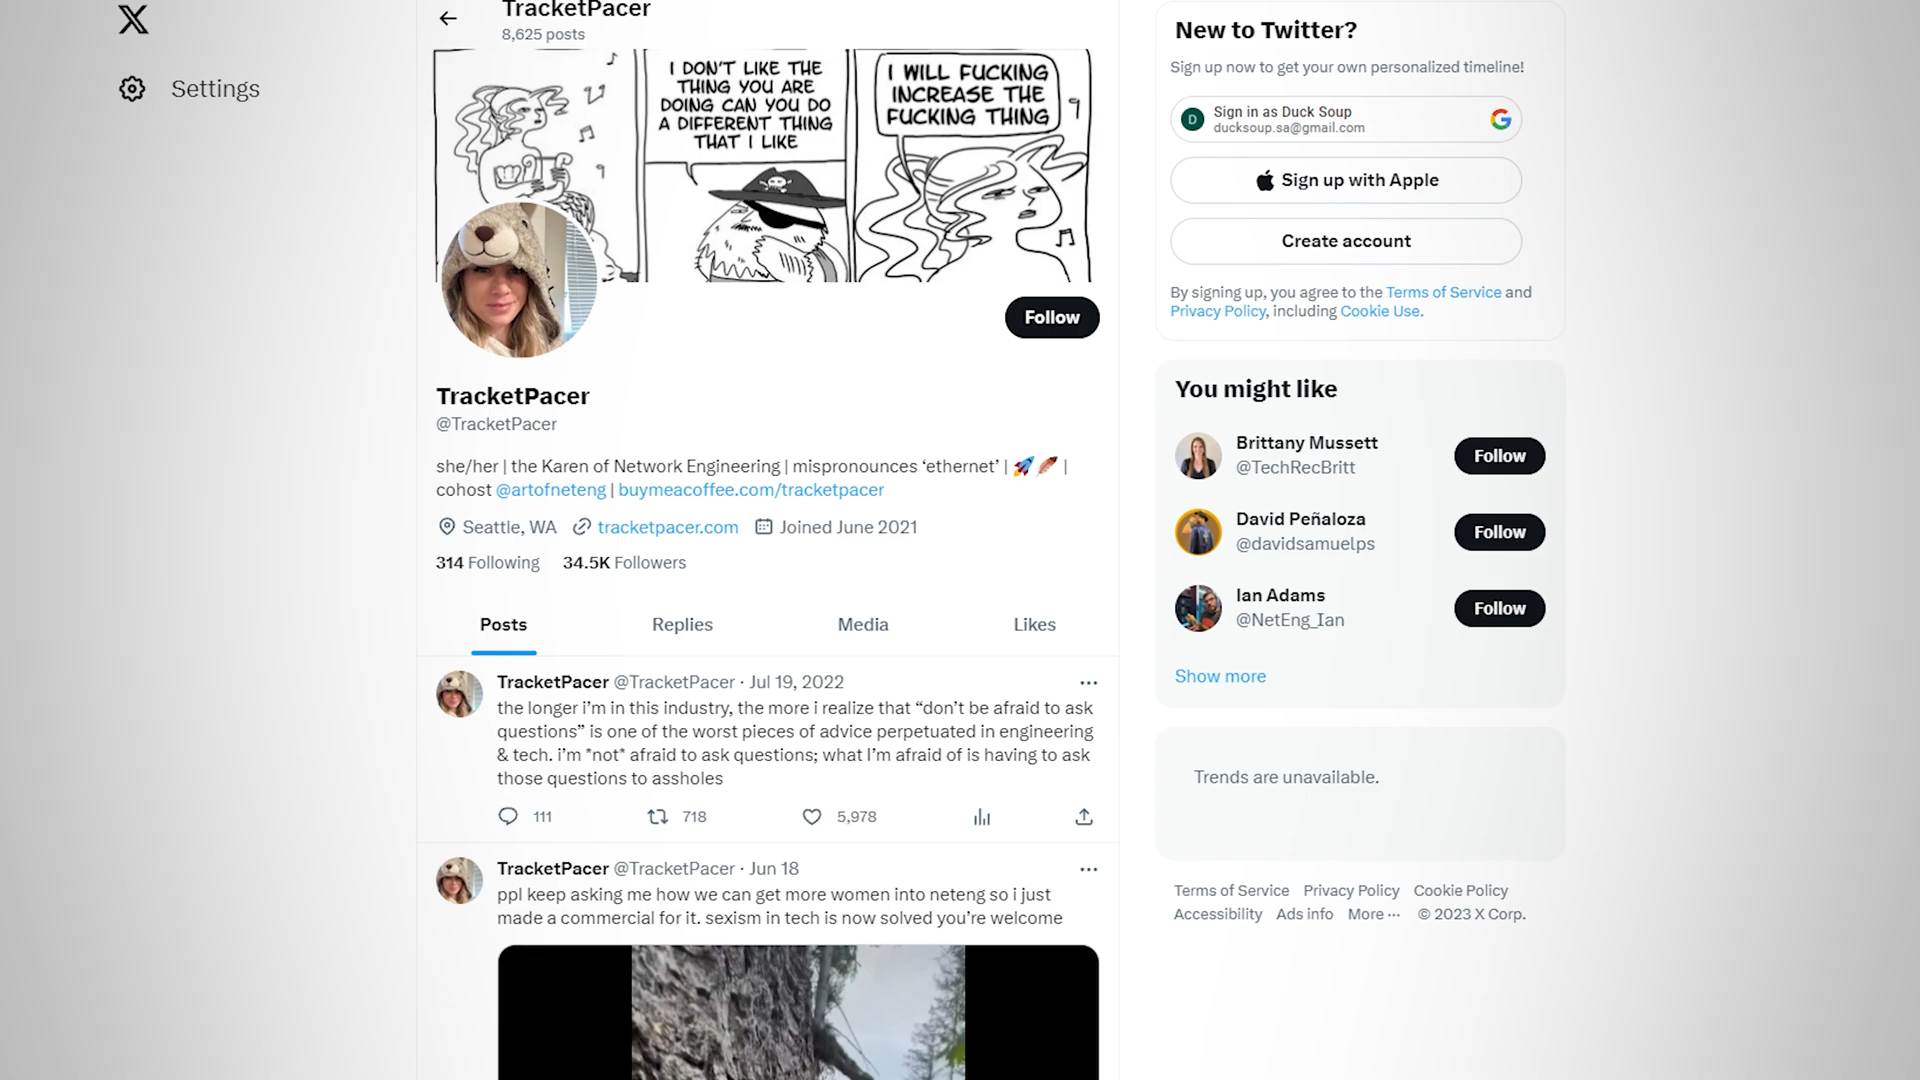 TracketPacer
8,625 posts
Settings
I DON'T LIKE THE
THING YOU ARE
DOING CAN YOU DO
A DIFFERENT THING
THAT I LIKE
I WILL FUCKING
INCREASE THE
FUCKING THING
Follow
TracketPacer
@TracketPacer
she/her | the Karen of Network Engineering | mispronounces ‘ethernet’ | 🚀🪶 |
cohost @artofneteng | buymeacoffee.com/tracketpacer
Seattle, WA tracketpacer.com Joined June 2021
314 Following 34.5K Followers
Posts Replies Media Likes
TracketPacer @TracketPacer · Jul 19, 2022
the longer i’m in this industry, the more i realize that “don’t be afraid to ask
questions” is one of the worst pieces of advice perpetuated in engineering
& tech. i’m *not* afraid to ask questions; what I’m afraid of is having to ask
those questions to assholes
111 718 5,978
TracketPacer @TracketPacer · Jun 18
ppl keep asking me how we can get more women into neteng so i just
made a commercial for it. sexism in tech is now solved you’re welcome
New to Twitter?
Sign up now to get your own personalized timeline!
D
Sign in as Duck Soup
ducksoup.sa@gmail.com
Sign up with Apple
Create account
By signing up, you agree to the Terms of Service and
Privacy Policy, including Cookie Use.
You might like
Brittany Mussett
@TechRecBritt
Follow
David Peñaloza
@davidsamuelps
Follow
Ian Adams
@NetEng_Ian
Follow
Show more
Trends are unavailable.
Terms of Service Privacy Policy Cookie Policy
Accessibility Ads info More ··· © 2023 X Corp.